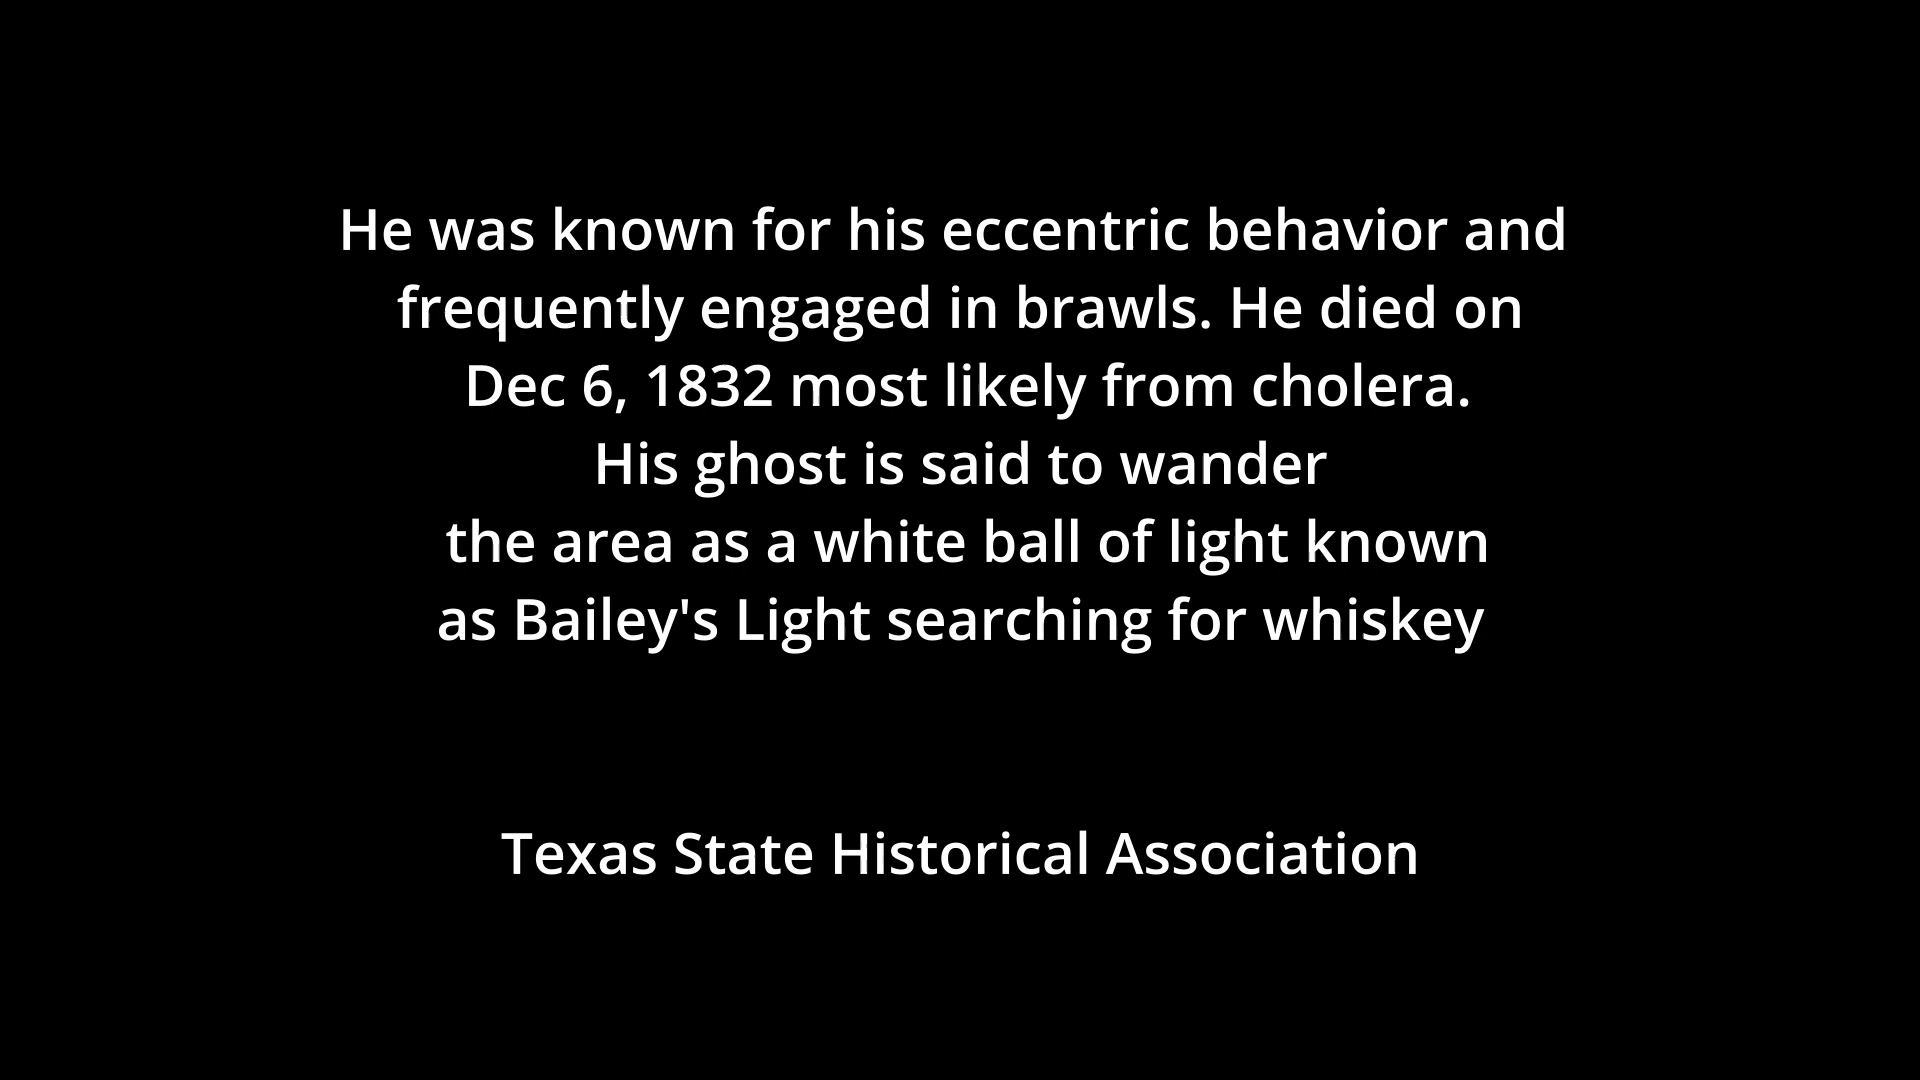 He was known for his eccentric behavior and
frequently engaged in brawls. He died on
Dec 6, 1832 most likely from cholera.
His ghost is said to wander
the area as a white ball of light known
as Bailey's Light searching for whiskey
Texas State Historical Association